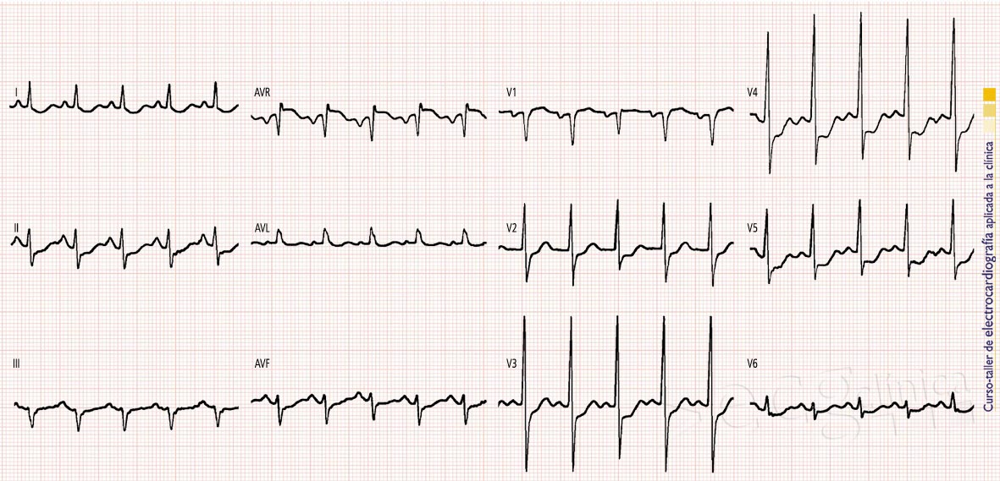 I
AVR
V1
V4
II
AVL
V2
V5
III
AVF
V3
V6
Curso-taller de electrocardiografía aplicada a la clínica